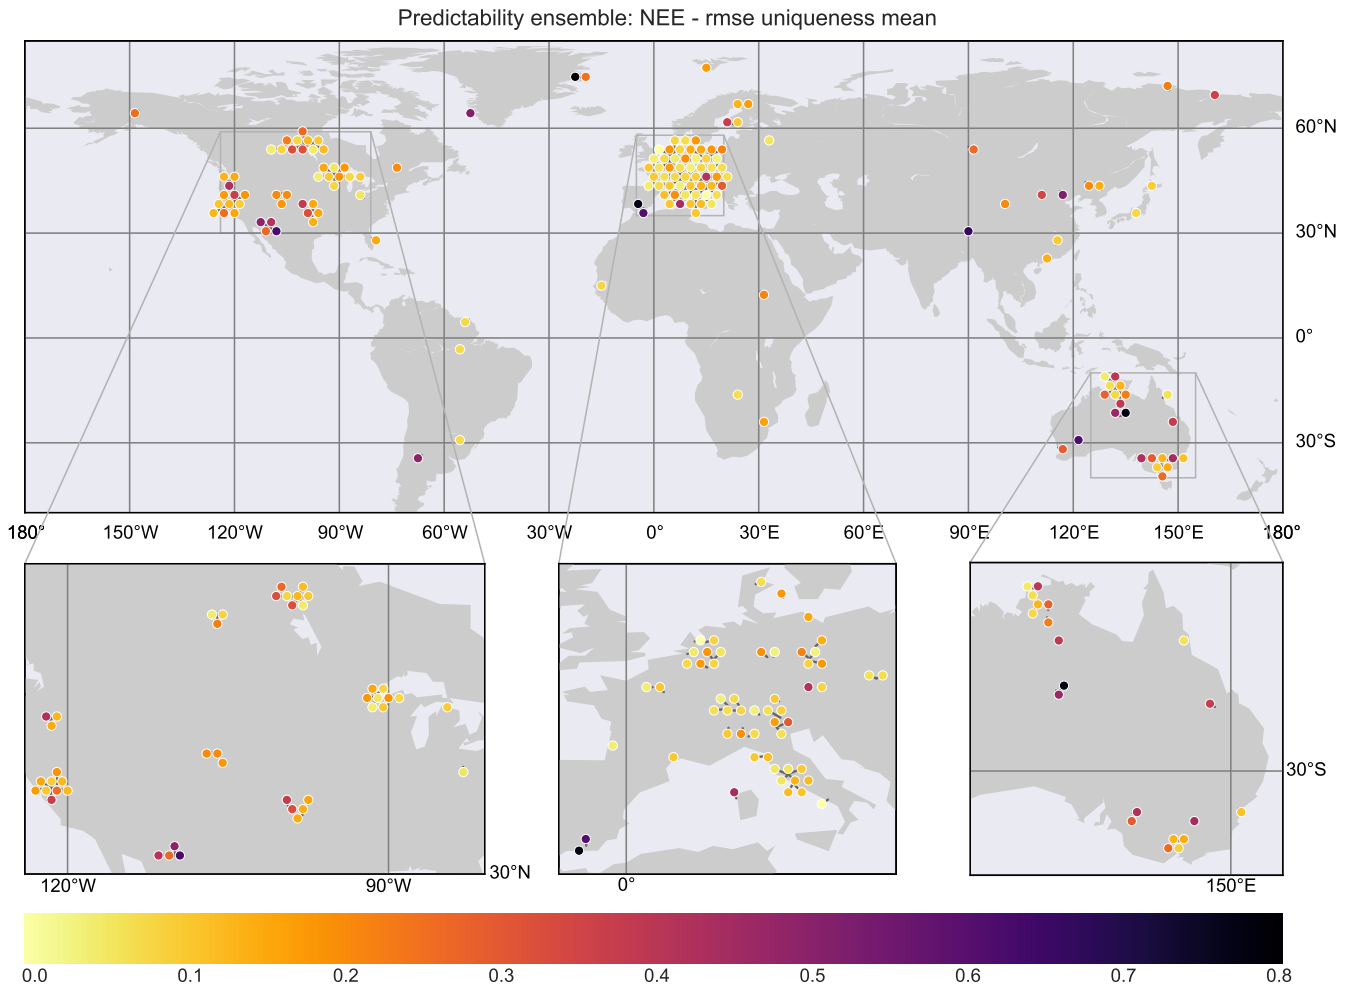 Predictability ensemble: NEE - rmse uniqueness mean
60°N
30°N
0°
30°S
180° 150°W 120°W 90°W 60°W 30°W 0° 30°E 60°E 90°E 120°E 150°E 180°
30°N
30°S
120°W 90°W 0° 150°E
0.0 0.1 0.2 0.3 0.4 0.5 0.6 0.7 0.8